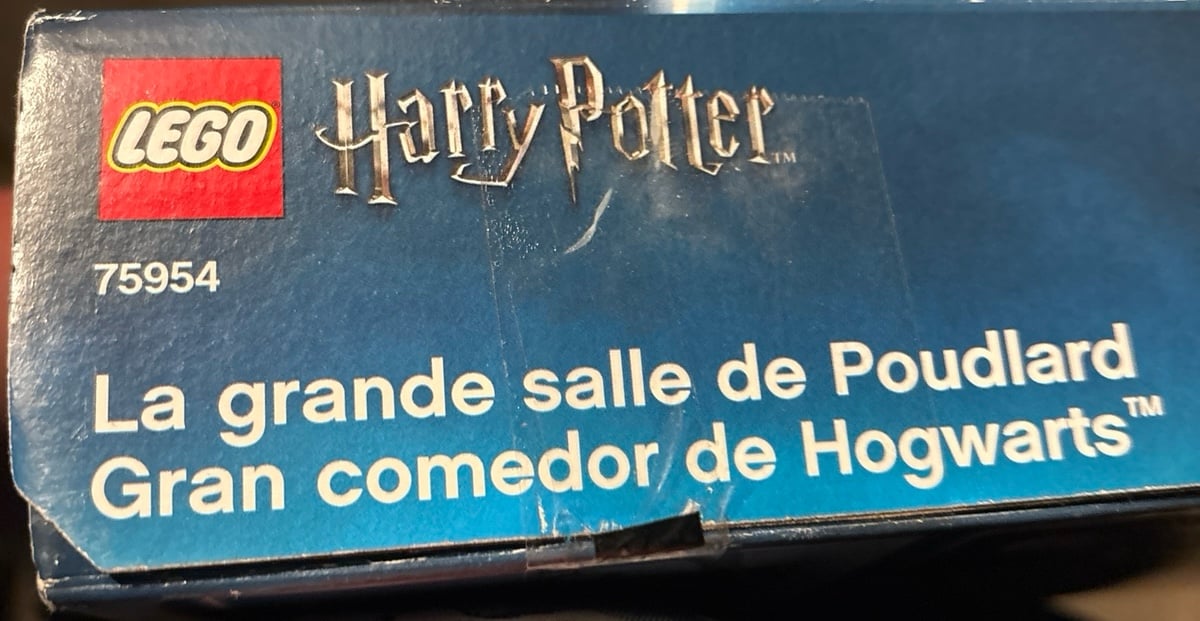 LEGO
Harry Potter™
75954
La grande salle de Poudlard
Gran comedor de Hogwarts™